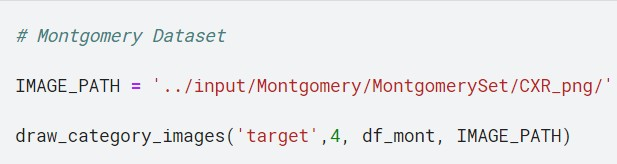 # Montgomery Dataset
IMAGE_PATH = '../input/Montgomery/MontgomerySet/CXR_png/'
draw_category_images('target',4, df_mont, IMAGE_PATH)